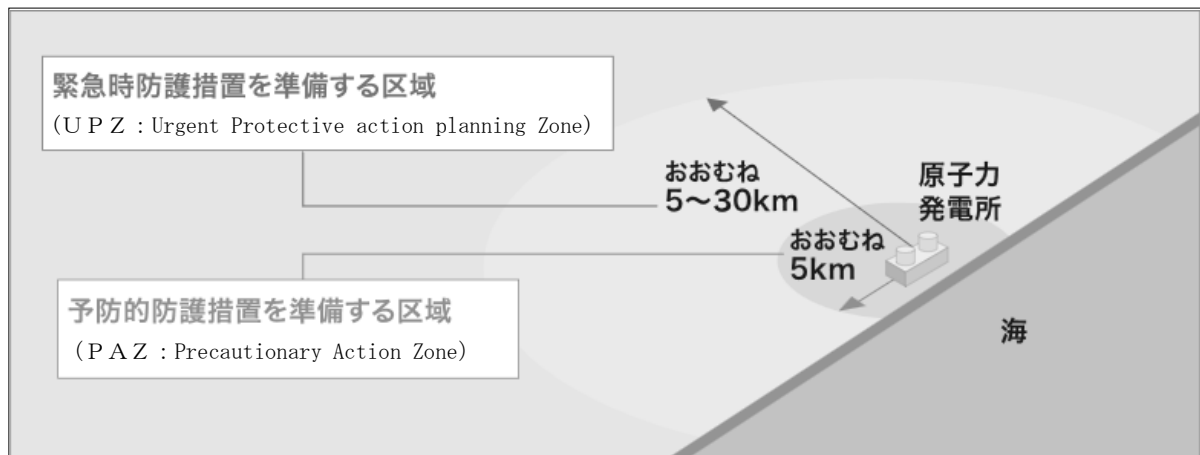 緊急時防護措置を準備する区域
(ＵＰＺ：Urgent Protective action planning Zone)
おおむね
5～30km
原子力
発電所
おおむね
5km
予防的防護措置を準備する区域
(ＰＡＺ：Precautionary Action Zone)
海